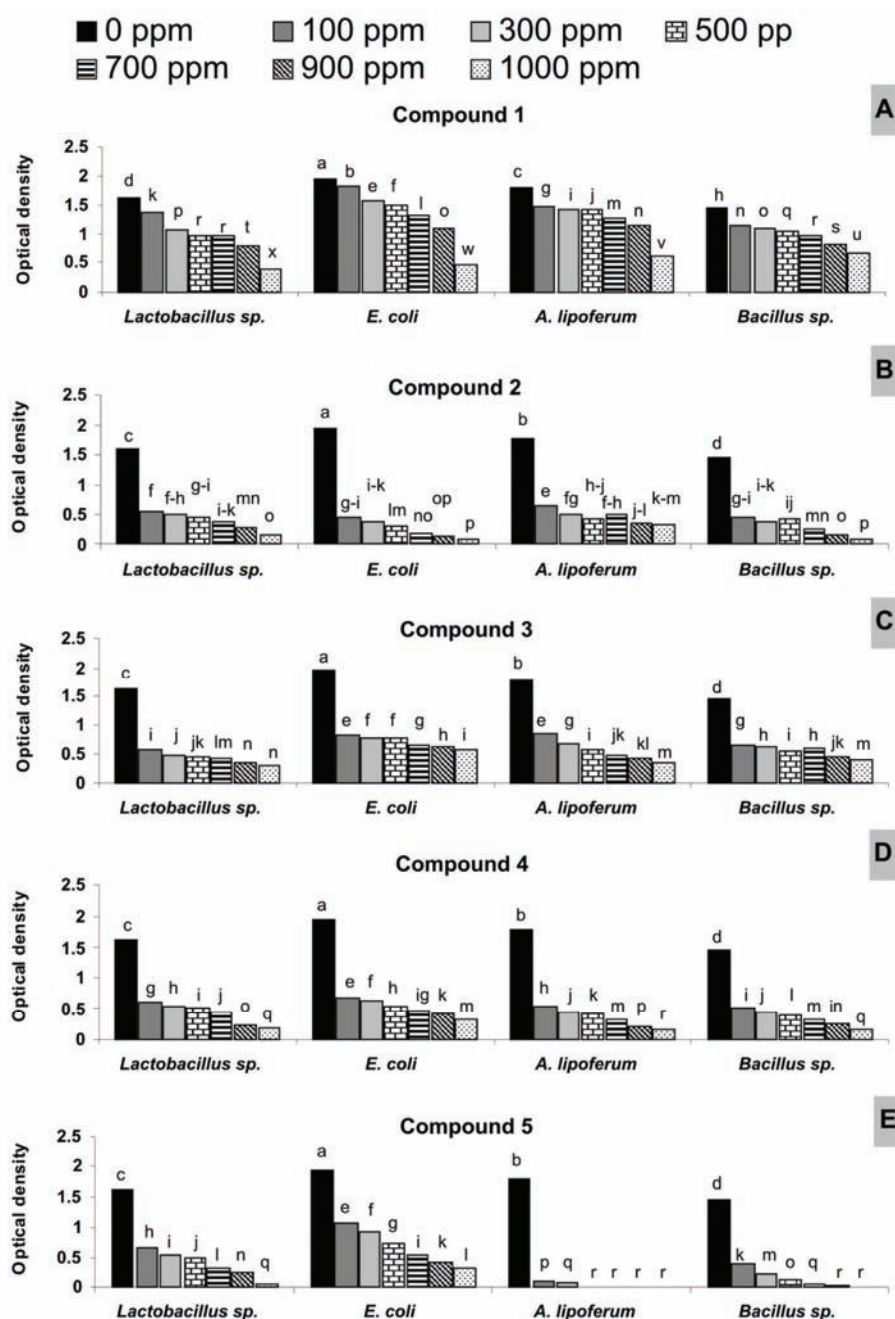 0 ppm 100 ppm 300 ppm 500 pp
700 ppm 900 ppm 1000 ppm
A
Compound 1
Optical density
2.5
2
1.5
1
0.5
0
d k p r r t x
a b e f l o w
c g i j m n v
h n o q r s u
Lactobacillus sp. E. coli A. lipoferum Bacillus sp.
B
Compound 2
Optical density
2.5
2
1.5
1
0.5
0
c f f-h g-i i-k mn o
a g-i i-k lm no op p
b e fg h-j f-h j-l k-m
d g-i i-k ij mn o p
Lactobacillus sp. E. coli A. lipoferum Bacillus sp.
C
Compound 3
Optical density
2.5
2
1.5
1
0.5
0
c i j jk lm n n
a e f f g h i
b e g i jk kl m
d g h i h jk m
Lactobacillus sp. E. coli A. lipoferum Bacillus sp.
D
Compound 4
Optical density
2.5
2
1.5
1
0.5
0
c g h i j o q
a e f h ig k m
b h j k m p r
d i j l m in q
Lactobacillus sp. E. coli A. lipoferum Bacillus sp.
E
Compound 5
Optical density
2.5
2
1.5
1
0.5
0
c h i j l n q
a e f g i k l
b p q r r r r
d k m o q r r
Lactobacillus sp. E. coli A. lipoferum Bacillus sp.